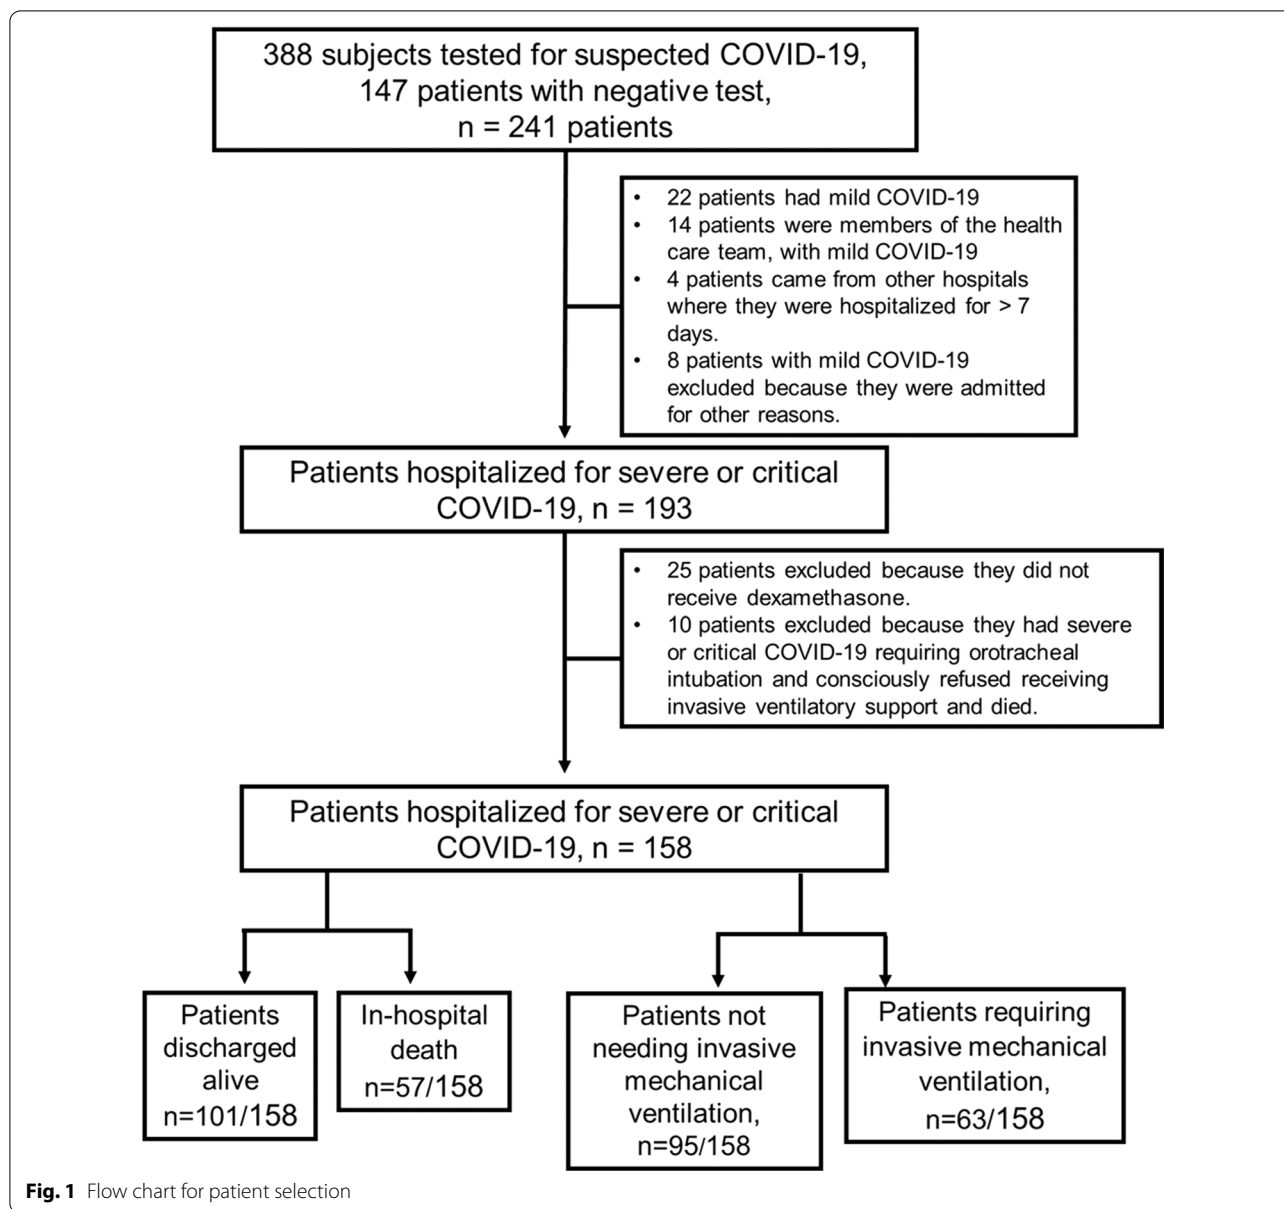 388 subjects tested for suspected COVID-19,
147 patients with negative test,
n = 241 patients
• 22 patients had mild COVID-19
• 14 patients were members of the health
care team, with mild COVID-19
• 4 patients came from other hospitals
where they were hospitalized for > 7
days.
• 8 patients with mild COVID-19
excluded because they were admitted
for other reasons.
Patients hospitalized for severe or critical
COVID-19, n = 193
• 25 patients excluded because they did not
receive dexamethasone.
• 10 patients excluded because they had severe
or critical COVID-19 requiring orotracheal
intubation and consciously refused receiving
invasive ventilatory support and died.
Patients hospitalized for severe or critical
COVID-19, n = 158
Patients
discharged
alive
n=101/158
In-hospital
death
n=57/158
Patients not
needing invasive
mechanical
ventilation,
n=95/158
Patients requiring
invasive mechanical
ventilation,
n=63/158
Fig. 1 Flow chart for patient selection